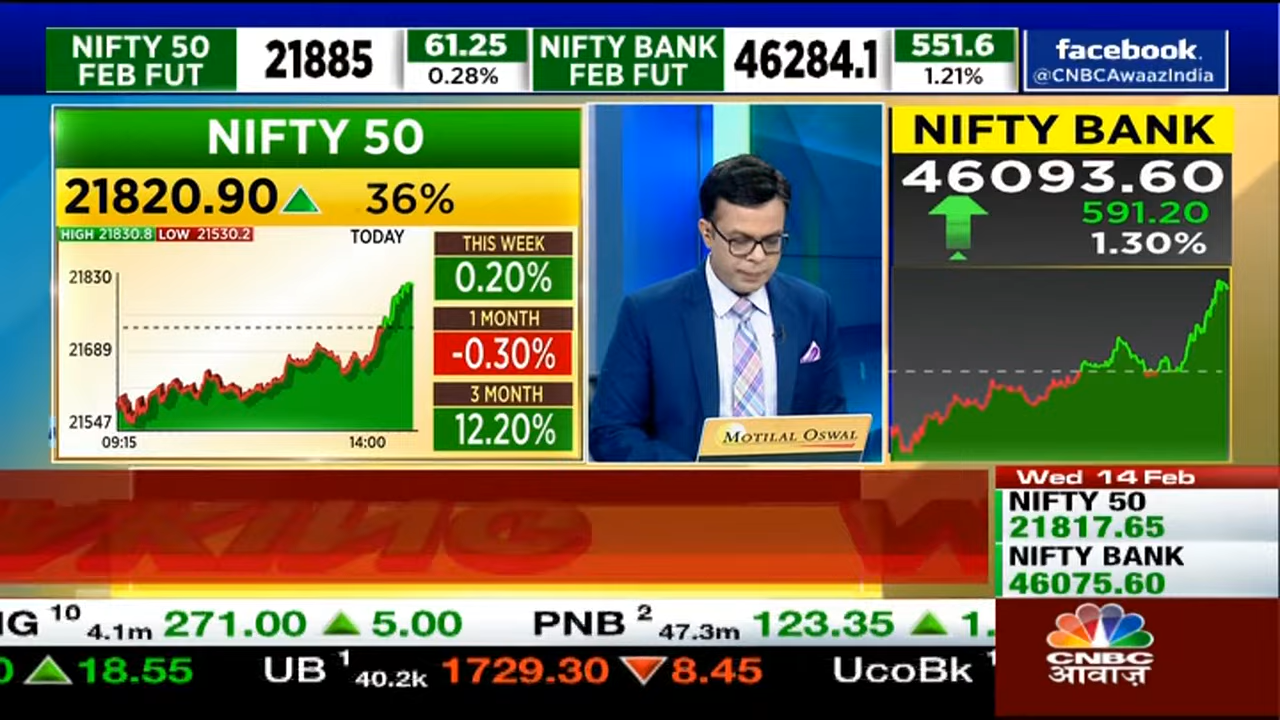 NIFTY 50
FEB FUT
21885
61.25
0.28%
NIFTY BANK
FEB FUT
46284.1
551.6
1.21%
facebook.
@CNBCAwaazIndia
NIFTY 50
21820.90 36%
HIGH 21830.8 LOW 21530.2
TODAY
21830
21689
21547
09:15 14:00
THIS WEEK
0.20%
1 MONTH
-0.30%
3 MONTH
12.20%
MOTILAL OSWAL
NIFTY BANK
46093.60
591.20
1.30%
Wed 14 Feb
NIFTY 50
21817.65
NIFTY BANK
46075.60
IG 10 4.1m 271.00 5.00 PNB 2 47.3m 123.35 1.
0 18.55 UB 1 40.2k 1729.30 8.45 UcoBk 1
CNBC
आवाज़